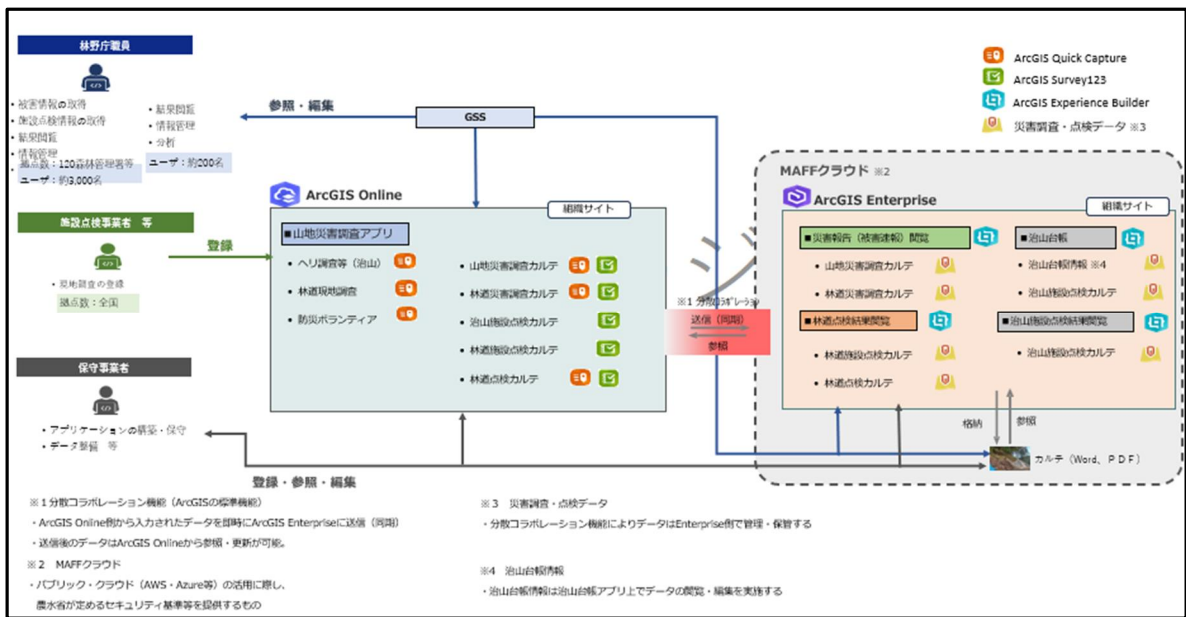 林野庁職員
• 被害情報の取得
• 施設点検情報の取得
• 結果閲覧
• 情報管理
拠点数：120森林管理署等
ユーザ：約3,000名
• 結果閲覧
• 情報管理
• 分析
ユーザ：約200名
参照・編集
GSS
ArcGIS Quick Capture
ArcGIS Survey123
ArcGIS Experience Builder
災害調査・点検データ ※3
施設点検事業者　等
• 現地調査の登録
拠点数：全国
登録
保守事業者
• アプリケーションの構築・保守
• データ整備　等
登録・参照・編集
ArcGIS Online
組織サイト
■山地災害調査アプリ
• ヘリ調査等（治山）
• 林道現地調査
• 防災ボランティア
• 山地災害調査カルテ
• 林道災害調査カルテ
• 治山施設点検カルテ
• 林道施設点検カルテ
• 林道点検カルテ
ジ
※1 分散コラボレーション
送信（同期）
参照
MAFFクラウド ※2
ArcGIS Enterprise
組織サイト
■災害報告（被害速報）閲覧
• 山地災害調査カルテ
• 林道災害調査カルテ
■林道点検結果閲覧
• 林道施設点検カルテ
• 林道点検カルテ
■治山台帳
• 治山台帳情報 ※4
• 治山施設点検カルテ
■治山施設点検結果閲覧
• 治山施設点検カルテ
格納
参照
カルテ（Word、ＰＤＦ）
※１分散コラボレーション機能（ArcGISの標準機能）
・ArcGIS Online側から入力されたデータを即時にArcGIS Enterpriseに送信（同期）
・送信後のデータはArcGIS Onlineから参照・更新が可能。
※２　MAFFクラウド
・パブリック・クラウド（AWS・Azure等）の活用に際し、
農水省が定めるセキュリティ基準等を提供するもの
※３　災害調査・点検データ
・分散コラボレーション機能によりデータはEnterprise側で管理・保管する
※4　治山台帳情報
・治山台帳情報は治山台帳アプリ上でデータの閲覧・編集を実施する